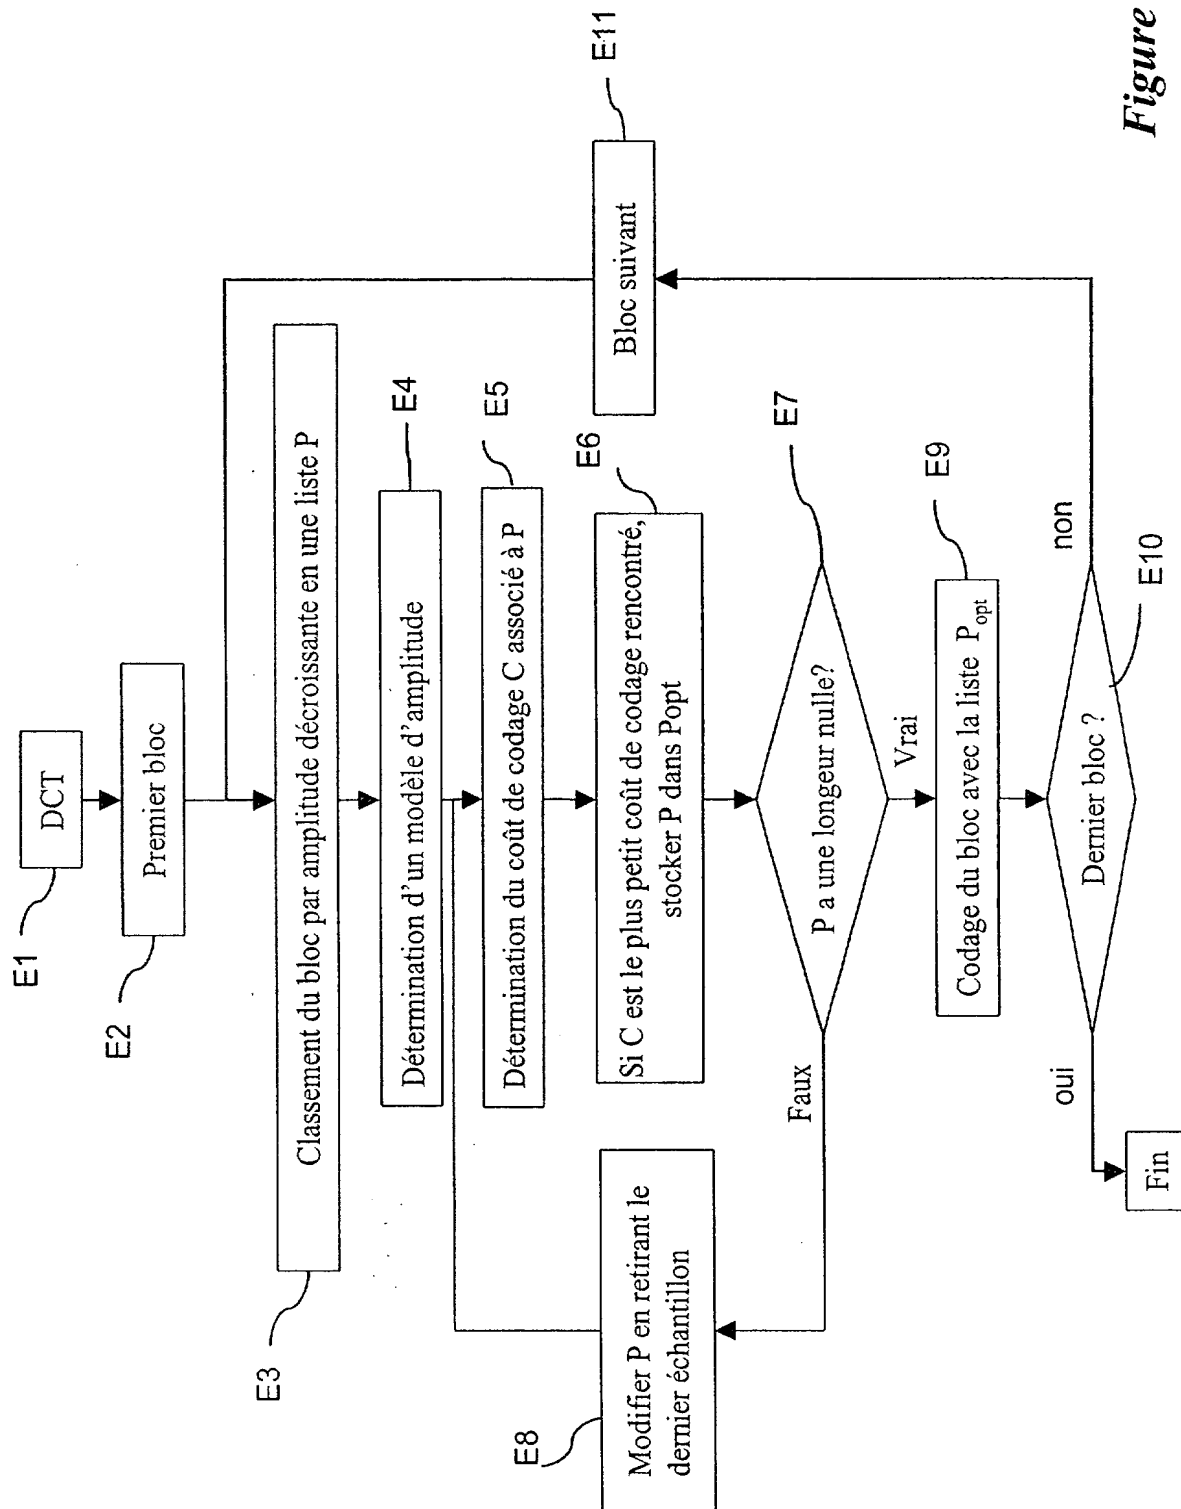 E1
DCT
E2
Premier bloc
E3
Classement du bloc par amplitude décroissante en une liste P
E4
Détermination d'un modèle d'amplitude
E5
Détermination du coût de codage C associé à P
E6
Si C est le plus petit coût de codage rencontré,
stocker P dans Popt
E7
P a une longeur nulle?
Faux
Vrai
E8
Modifier P en retirant le
dernier échantillon
E9
Codage du bloc avec la liste Popt
E10
Dernier bloc ?
oui
non
E11
Bloc suivant
Fin
Figure